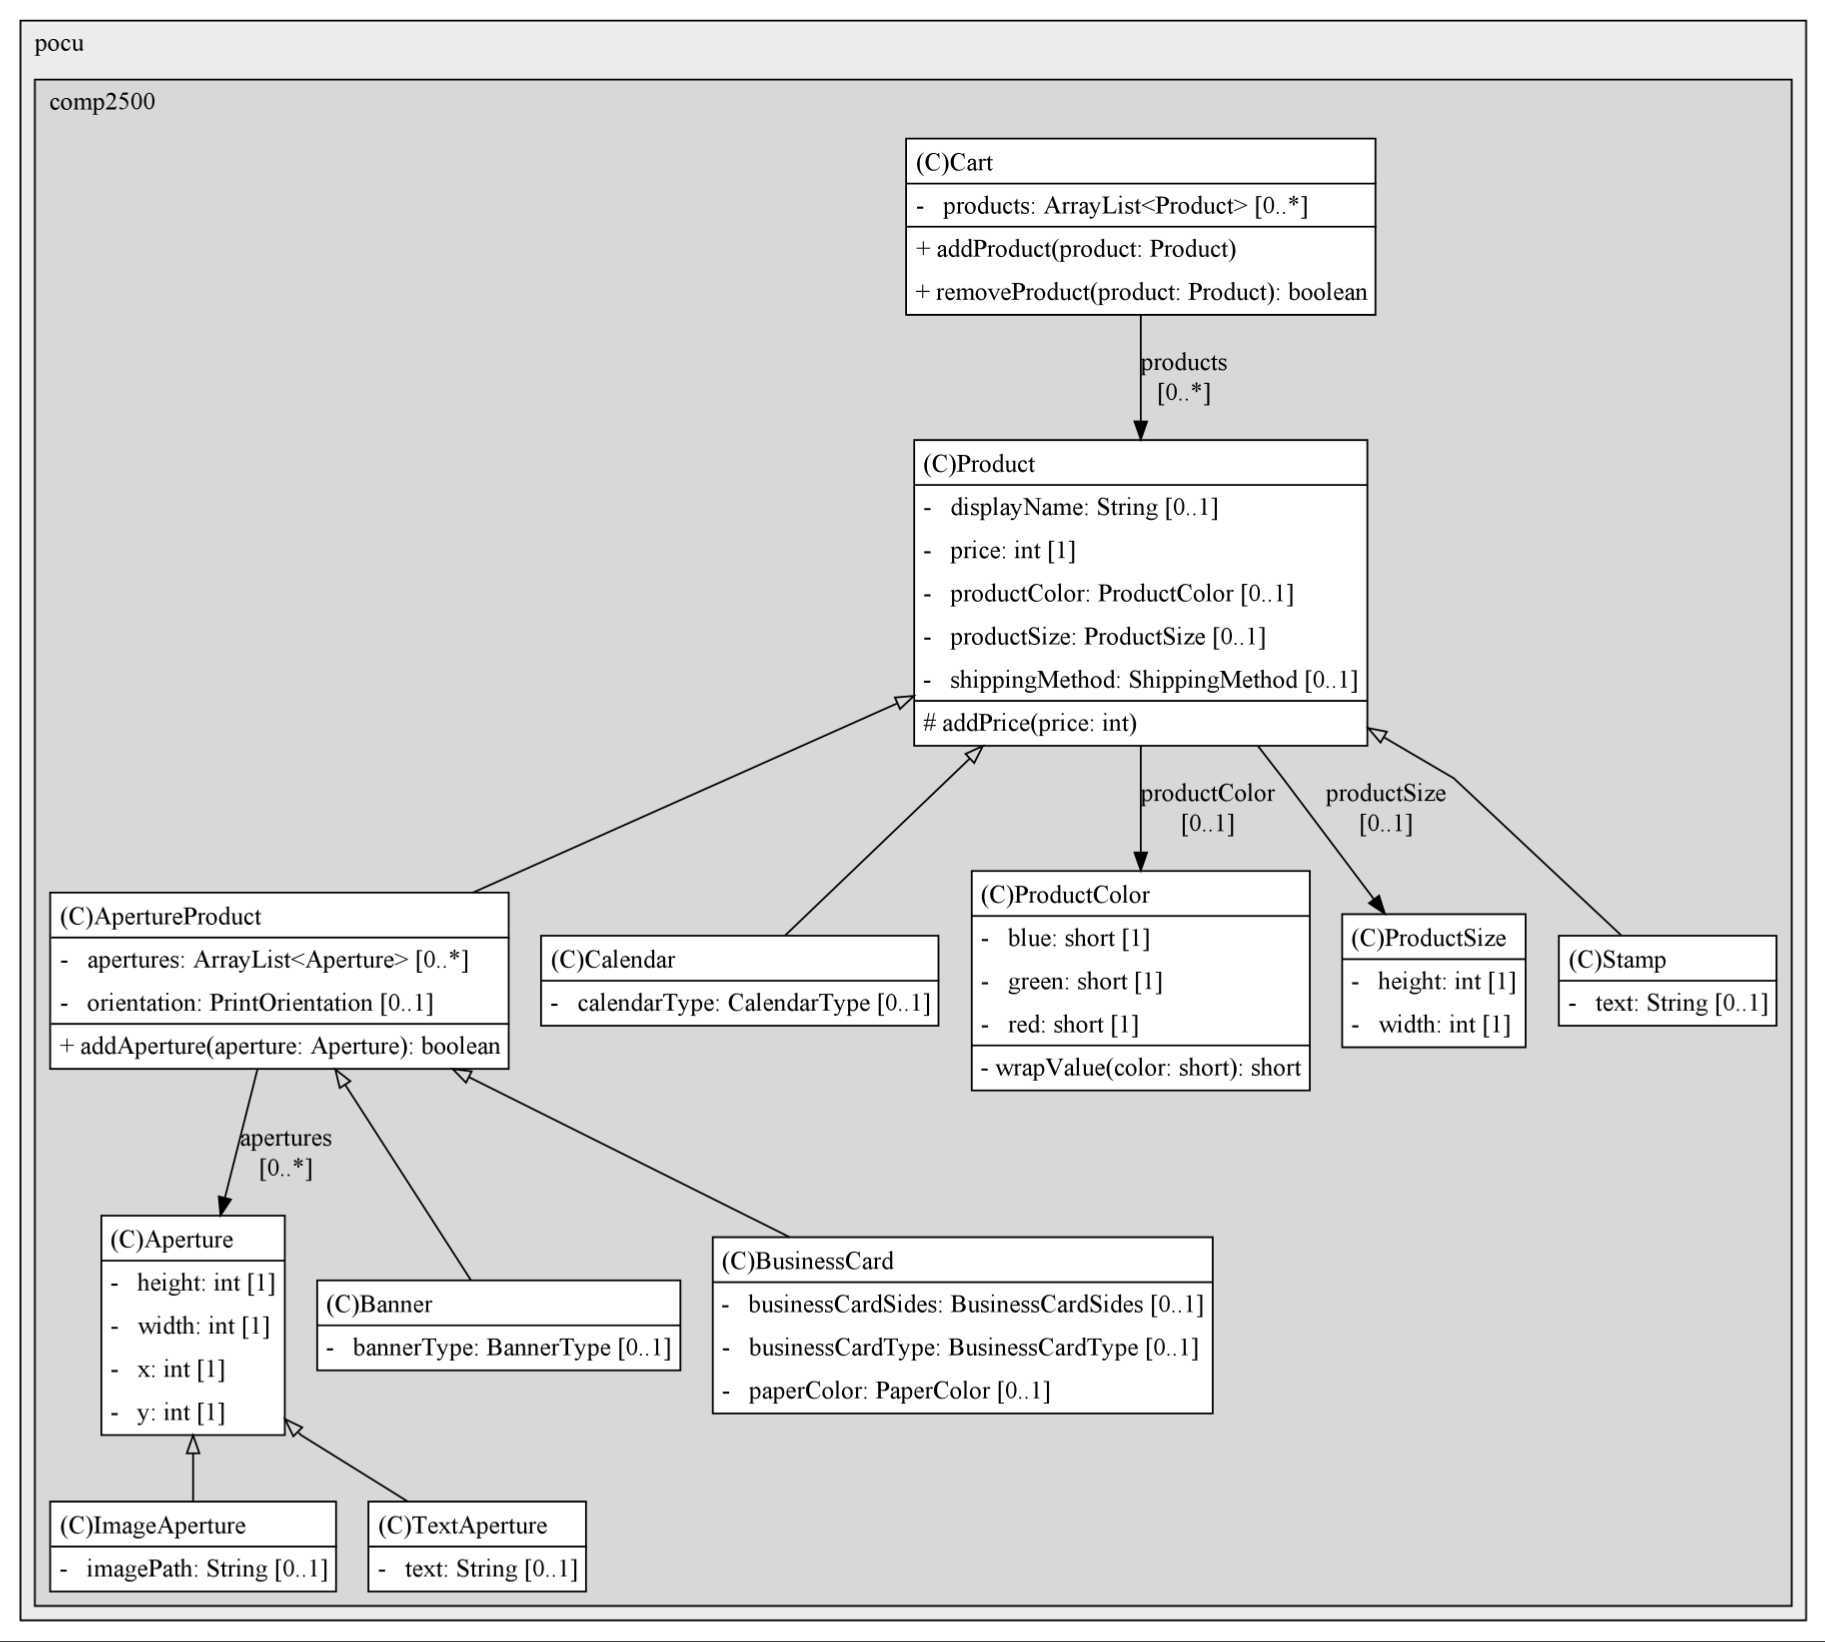 pocu
comp2500
(C)Cart
- products: ArrayList<Product> [0..*]
+ addProduct(product: Product)
+ removeProduct(product: Product): boolean
products
[0..*]
(C)Product
- displayName: String [0..1]
- price: int [1]
- productColor: ProductColor [0..1]
- productSize: ProductSize [0..1]
- shippingMethod: ShippingMethod [0..1]
# addPrice(price: int)
productColor
[0..1]
productSize
[0..1]
(C)ApertureProduct
- apertures: ArrayList<Aperture> [0..*]
- orientation: PrintOrientation [0..1]
+ addAperture(aperture: Aperture): boolean
(C)Calendar
- calendarType: CalendarType [0..1]
(C)ProductColor
- blue: short [1]
- green: short [1]
- red: short [1]
- wrapValue(color: short): short
(C)ProductSize
- height: int [1]
- width: int [1]
(C)Stamp
- text: String [0..1]
apertures
[0..*]
(C)Aperture
- height: int [1]
- width: int [1]
- x: int [1]
- y: int [1]
(C)Banner
- bannerType: BannerType [0..1]
(C)BusinessCard
- businessCardSides: BusinessCardSides [0..1]
- businessCardType: BusinessCardType [0..1]
- paperColor: PaperColor [0..1]
(C)ImageAperture
- imagePath: String [0..1]
(C)TextAperture
- text: String [0..1]